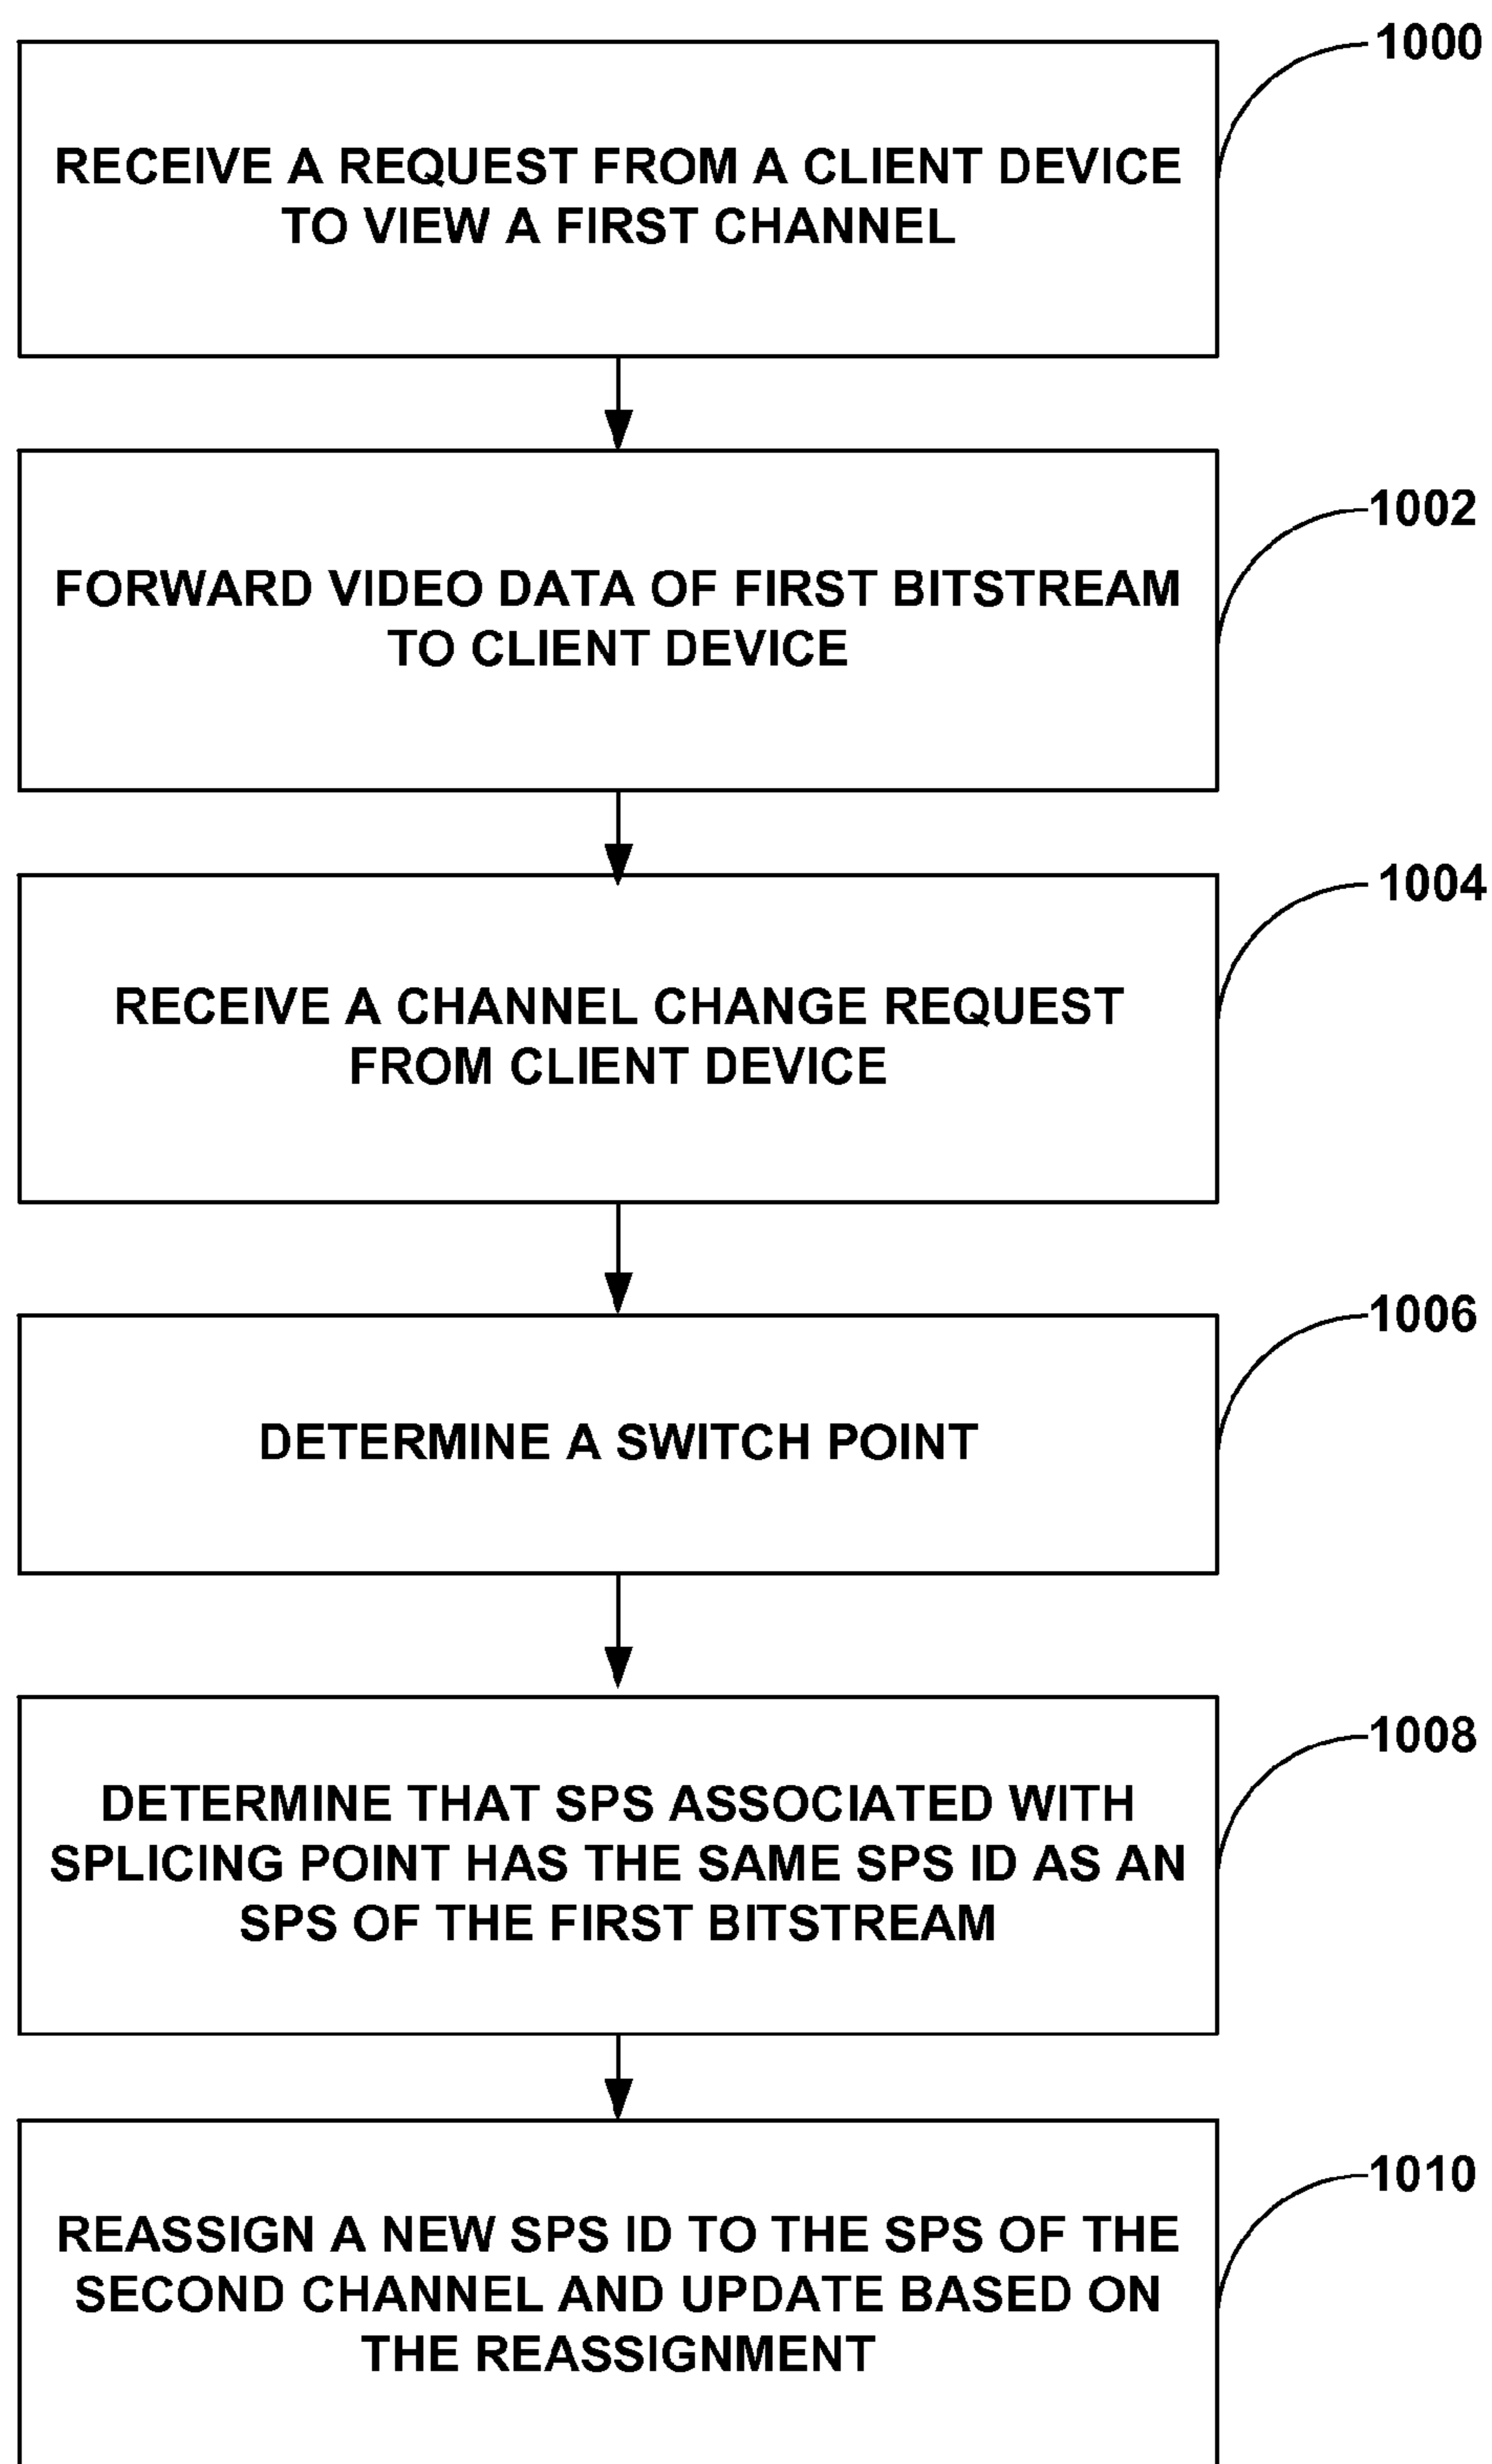 1000
RECEIVE A REQUEST FROM A CLIENT DEVICE
TO VIEW A FIRST CHANNEL
1002
FORWARD VIDEO DATA OF FIRST BITSTREAM
TO CLIENT DEVICE
1004
RECEIVE A CHANNEL CHANGE REQUEST
FROM CLIENT DEVICE
1006
DETERMINE A SWITCH POINT
1008
DETERMINE THAT SPS ASSOCIATED WITH
SPLICING POINT HAS THE SAME SPS ID AS AN
SPS OF THE FIRST BITSTREAM
1010
REASSIGN A NEW SPS ID TO THE SPS OF THE
SECOND CHANNEL AND UPDATE BASED ON
THE REASSIGNMENT